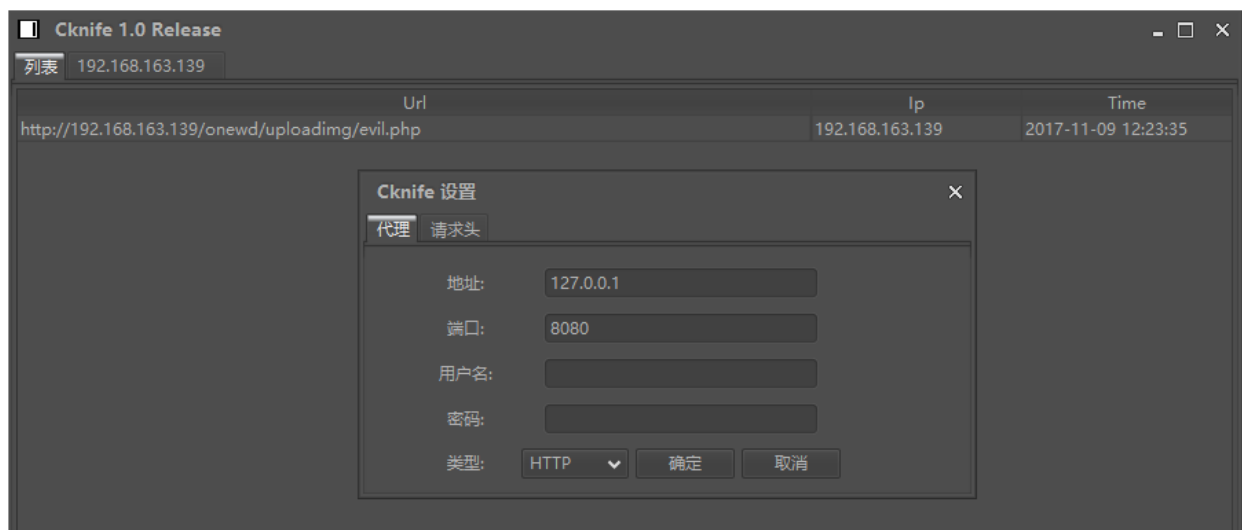 Cknife 1.0 Release
列表 192.168.163.139
Url Ip Time
http://192.168.163.139/onewd/uploadimg/evil.php 192.168.163.139 2017-11-09 12:23:35
Cknife 设置
代理 请求头
地址: 127.0.0.1
端口: 8080
用户名:
密码:
类型: HTTP 确定 取消